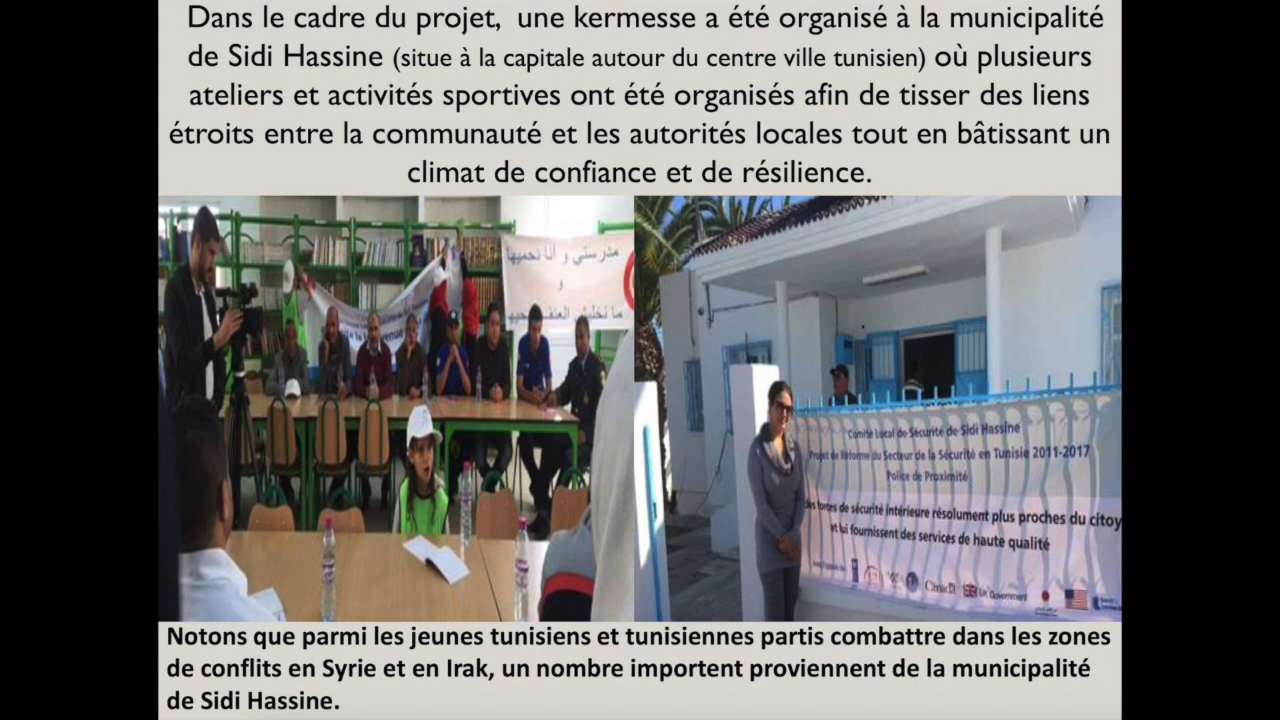 Dans le cadre du projet, une kermesse a été organisé à la municipalité
de Sidi Hassine (situe à la capitale autour du centre ville tunisien) où plusieurs
ateliers et activités sportives ont été organisés afin de tisser des liens
étroits entre la communauté et les autorités locales tout en bâtissant un
climat de confiance et de résilience.
مدرستي و أنا نحميها
و
ما نخليش العنف
Comité Local de Sécurité de Sidi Hassine
Projet de Réforme du Secteur de la Sécurité en Tunisie 2011-2017
Police de Proximité
des forces de sécurité intérieure résolument plus proches du citoy
et lui fournissent des services de haute qualité
Canada
UK Government
Notons que parmi les jeunes tunisiens et tunisiennes partis combattre dans les zones
de conflits en Syrie et en Irak, un nombre importent proviennent de la municipalité
de Sidi Hassine.